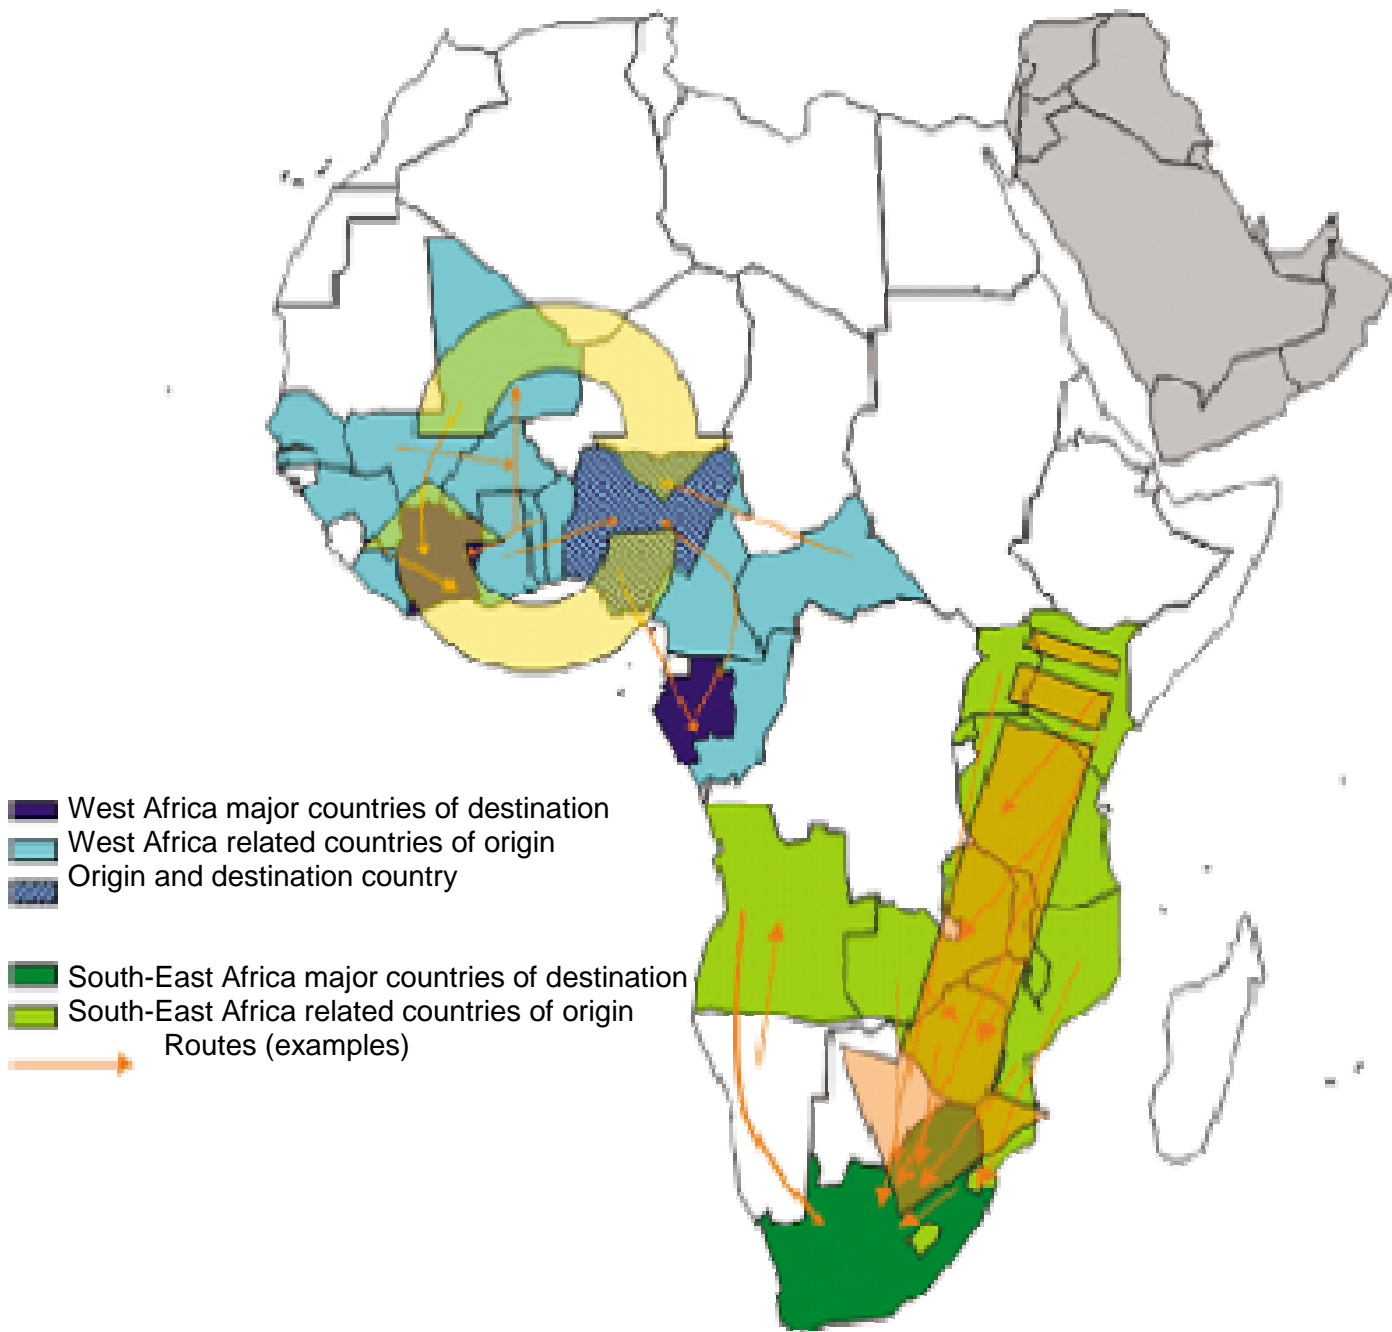 West Africa major countries of destination
West Africa related countries of origin
Origin and destination country
South-East Africa major countries of destination
South-East Africa related countries of origin
Routes (examples)